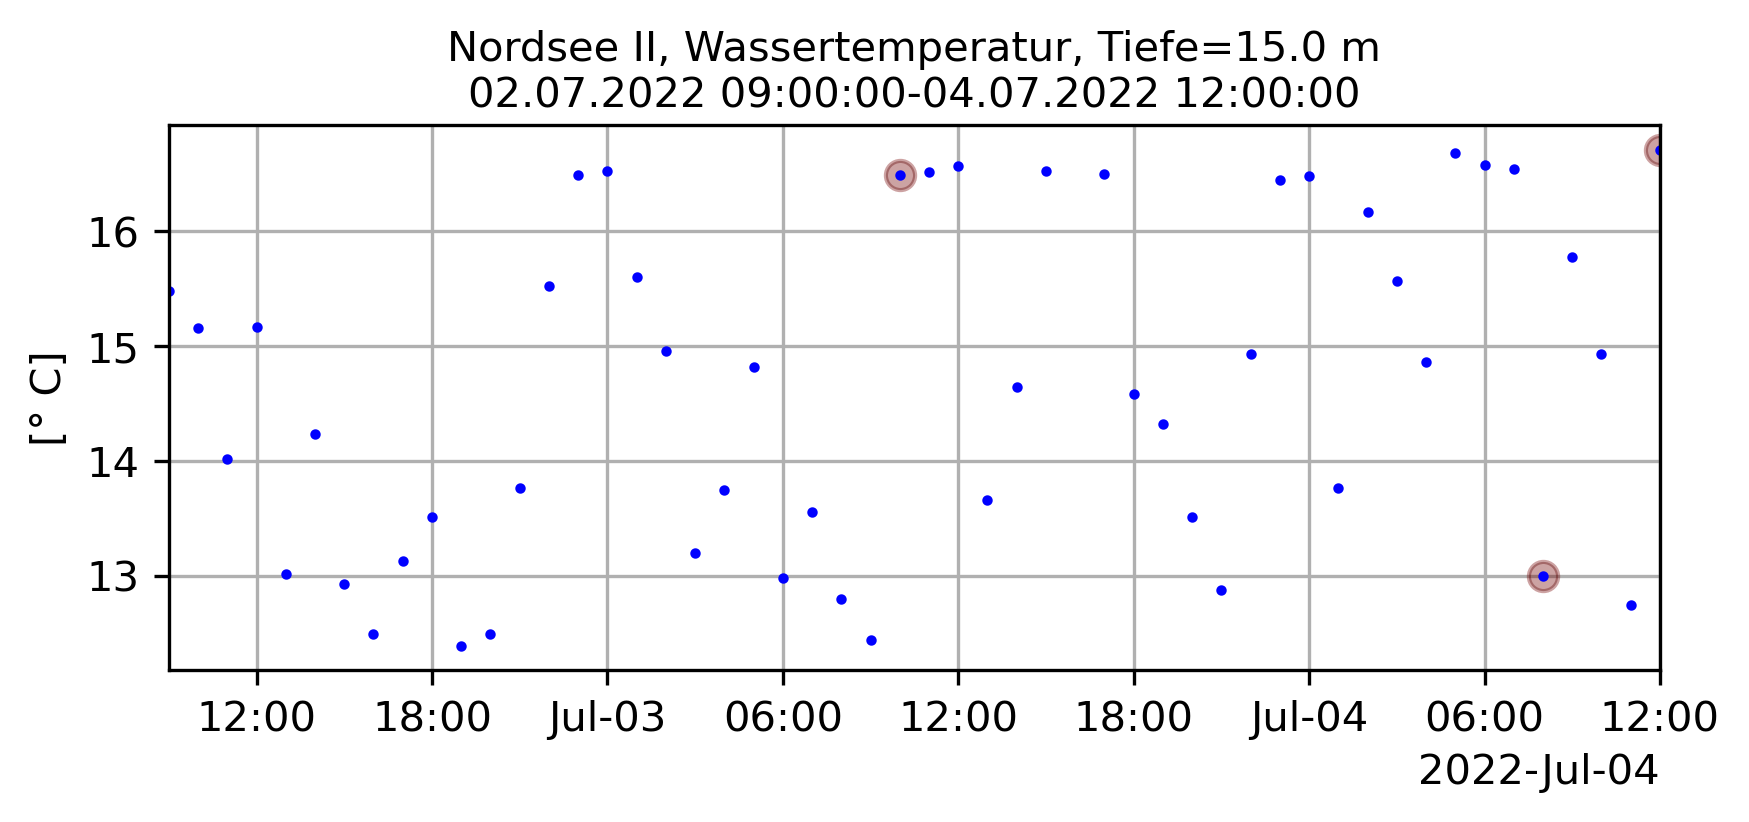 Nordsee II, Wassertemperatur, Tiefe=15.0 m
02.07.2022 09:00:00-04.07.2022 12:00:00
[° C]
16
15
14
13
12:00 18:00 Jul-03 06:00 12:00 18:00 Jul-04 06:00 12:00
2022-Jul-04